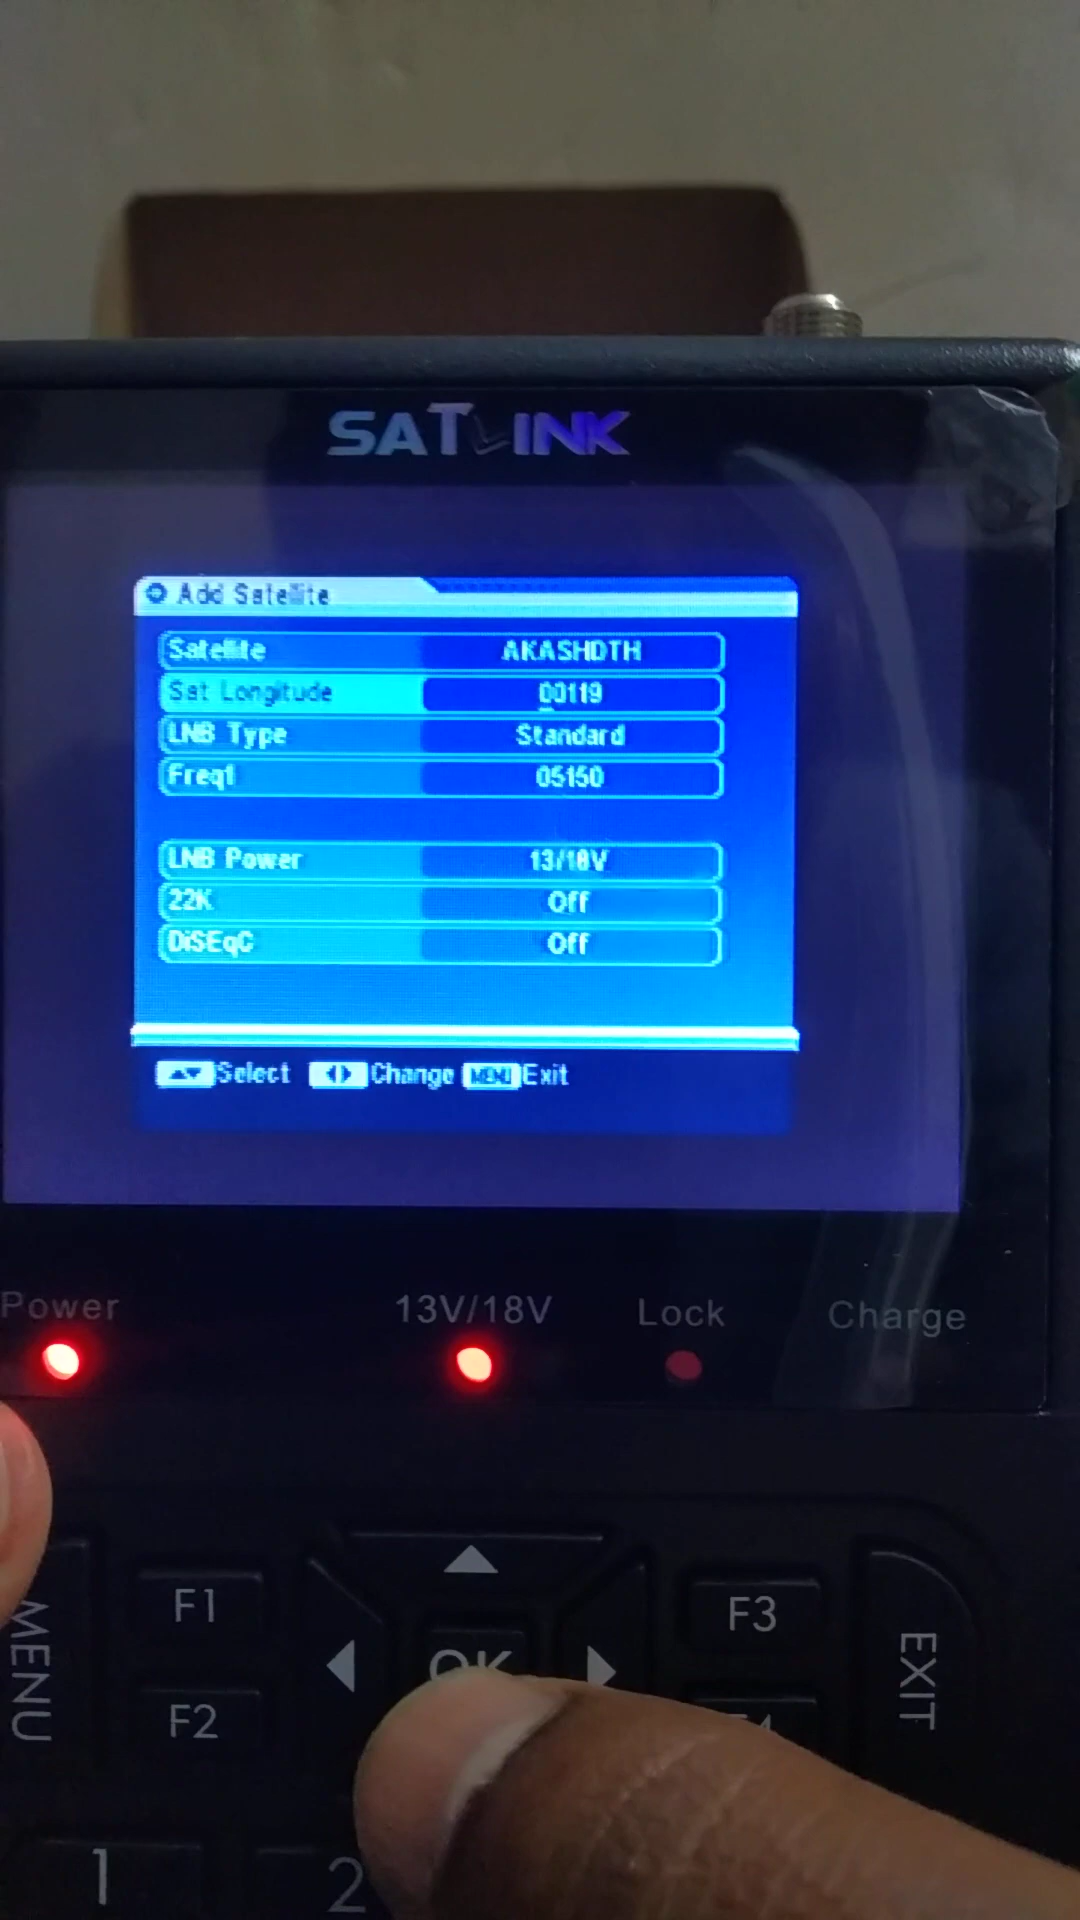 SATLINK
Add Satellite
Satellite AKASHDTH
Sat Longitude 00119
LNB Type Standard
Freq1 05150
LNB Power 13/18V
22K Off
DiSEqC Off
Select Change MENU Exit
Power 13V/18V Lock Charge
MENU F1 OK F3 EXIT
F2
1 2